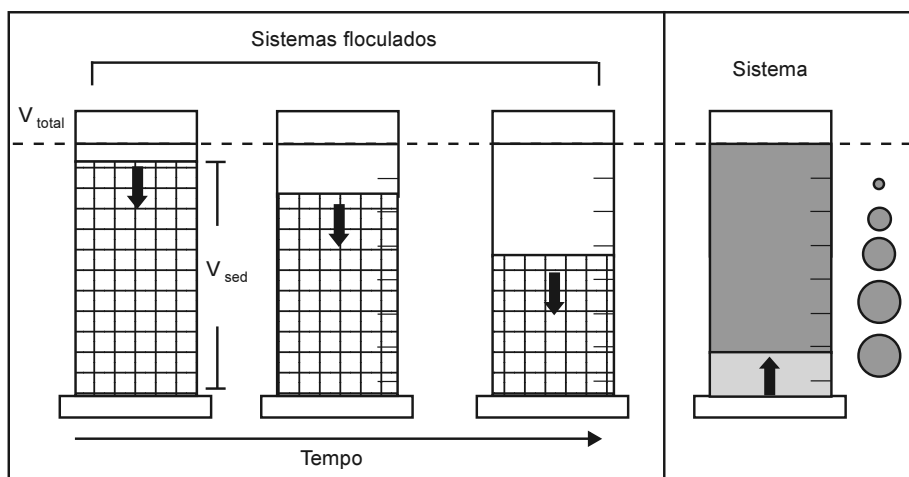 Sistemas floculados
Sistema
V total
V sed
Tempo